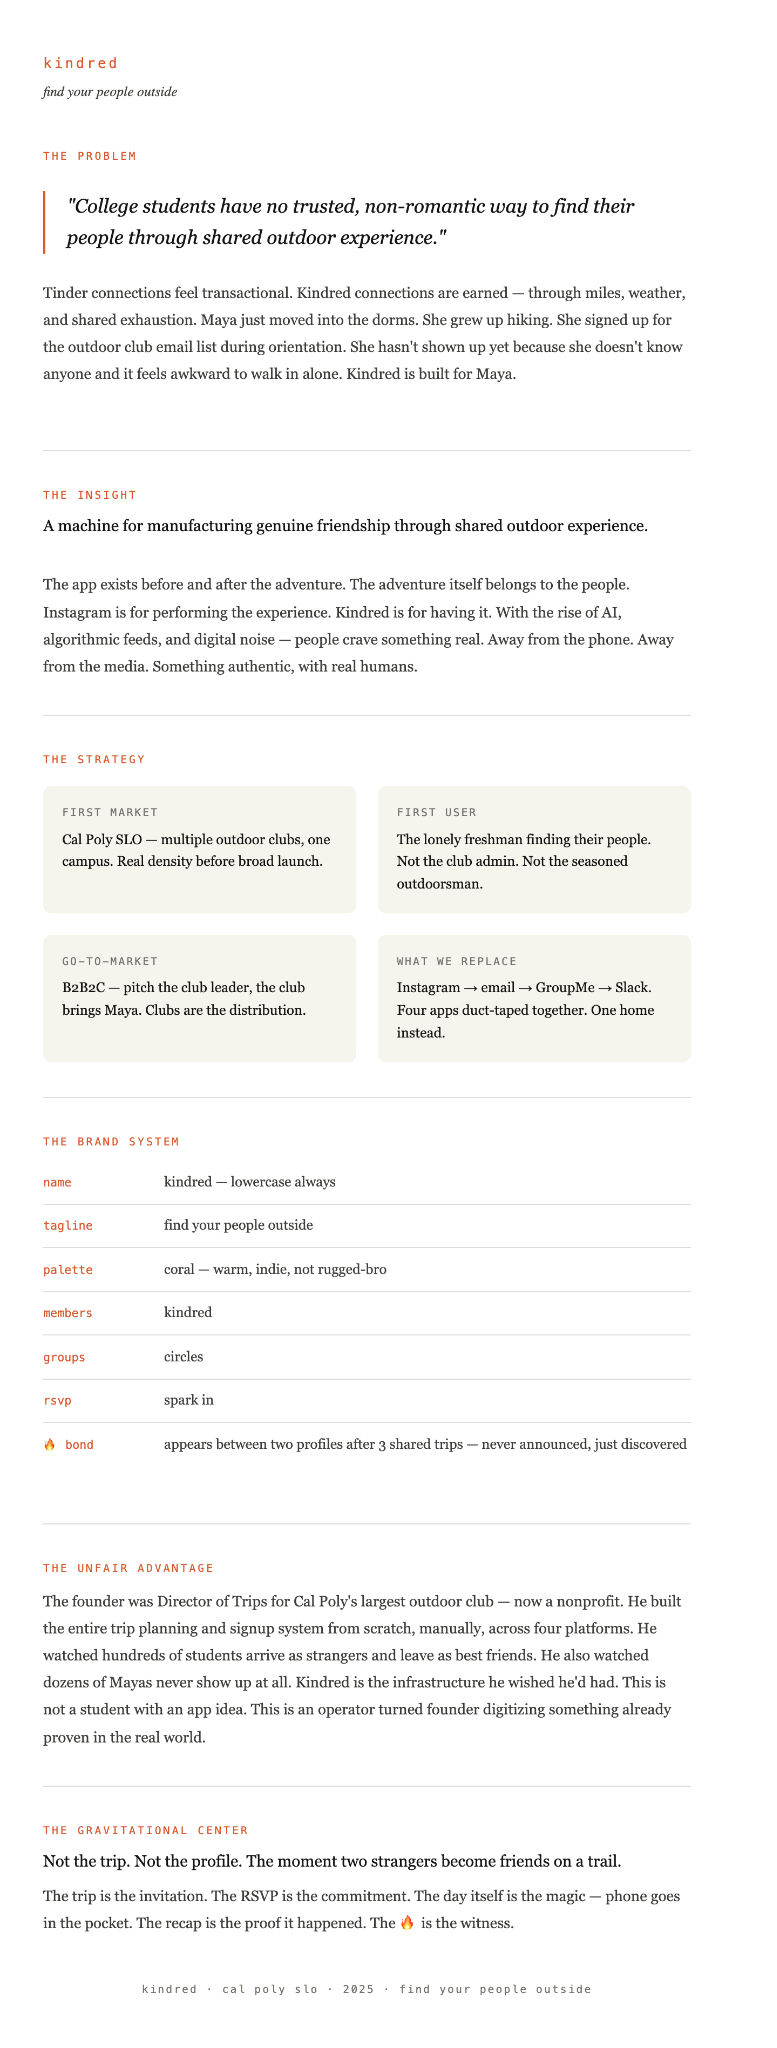 kindred
find your people outside
THE PROBLEM
"College students have no trusted, non-romantic way to find their
people through shared outdoor experience."
Tinder connections feel transactional. Kindred connections are earned — through miles, weather,
and shared exhaustion. Maya just moved into the dorms. She grew up hiking. She signed up for
the outdoor club email list during orientation. She hasn't shown up yet because she doesn't know
anyone and it feels awkward to walk in alone. Kindred is built for Maya.
THE INSIGHT
A machine for manufacturing genuine friendship through shared outdoor experience.
The app exists before and after the adventure. The adventure itself belongs to the people.
Instagram is for performing the experience. Kindred is for having it. With the rise of AI,
algorithmic feeds, and digital noise — people crave something real. Away from the phone. Away
from the media. Something authentic, with real humans.
THE STRATEGY
FIRST MARKET
Cal Poly SLO — multiple outdoor clubs, one
campus. Real density before broad launch.
FIRST USER
The lonely freshman finding their people.
Not the club admin. Not the seasoned
outdoorsman.
GO-TO-MARKET
B2B2C — pitch the club leader, the club
brings Maya. Clubs are the distribution.
WHAT WE REPLACE
Instagram → email → GroupMe → Slack.
Four apps duct-taped together. One home
instead.
THE BRAND SYSTEM
name kindred — lowercase always
tagline find your people outside
palette coral — warm, indie, not rugged-bro
members kindred
groups circles
rsvp spark in
🔥 bond appears between two profiles after 3 shared trips — never announced, just discovered
THE UNFAIR ADVANTAGE
The founder was Director of Trips for Cal Poly's largest outdoor club — now a nonprofit. He built
the entire trip planning and signup system from scratch, manually, across four platforms. He
watched hundreds of students arrive as strangers and leave as best friends. He also watched
dozens of Mayas never show up at all. Kindred is the infrastructure he wished he'd had. This is
not a student with an app idea. This is an operator turned founder digitizing something already
proven in the real world.
THE GRAVITATIONAL CENTER
Not the trip. Not the profile. The moment two strangers become friends on a trail.
The trip is the invitation. The RSVP is the commitment. The day itself is the magic — phone goes
in the pocket. The recap is the proof it happened. The 🔥 is the witness.
kindred · cal poly slo · 2025 · find your people outside